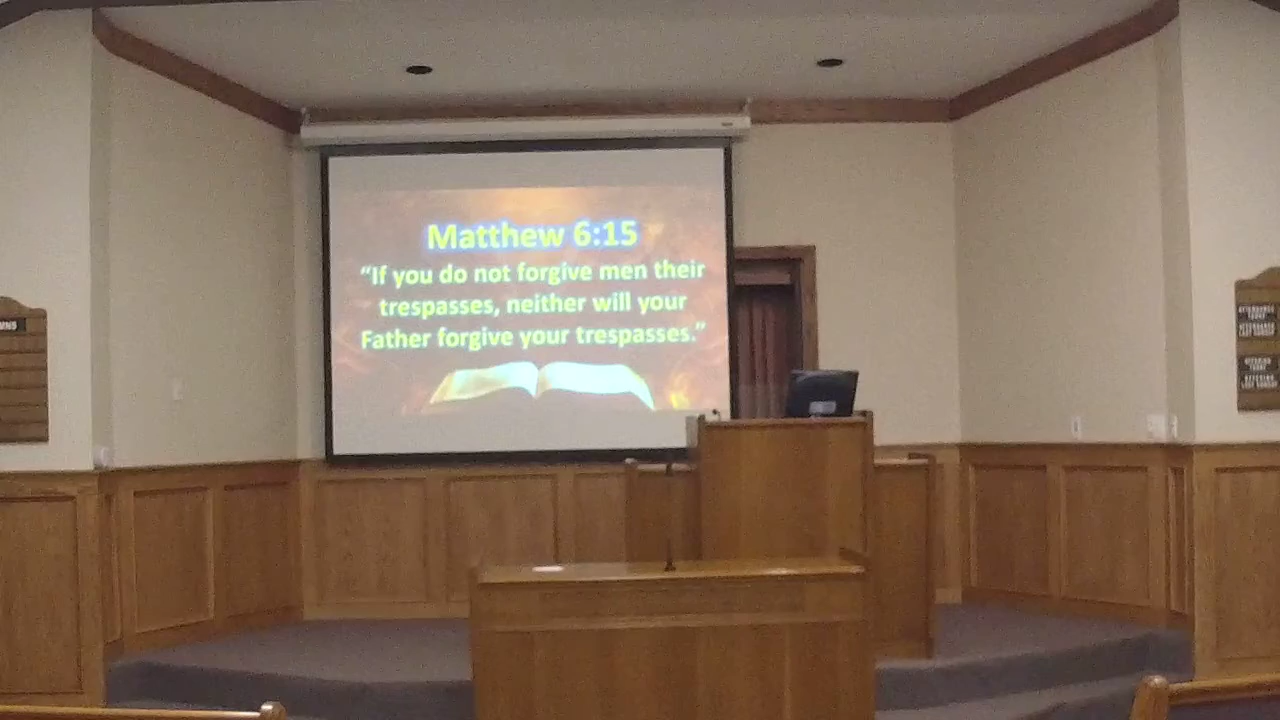 Matthew 6:15
“If you do not forgive men their
trespasses, neither will your
Father forgive your trespasses.”